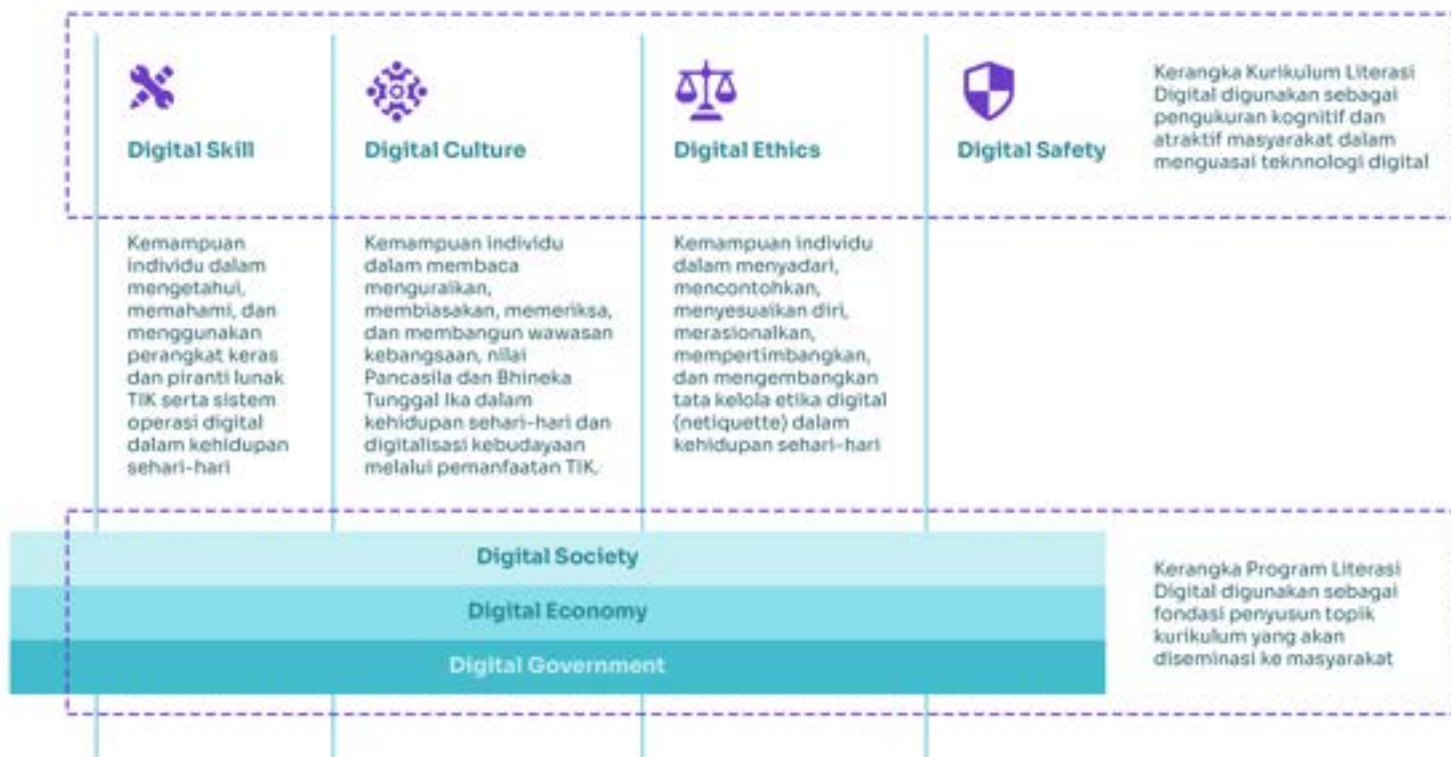 Digital Skill
Digital Culture
Digital Ethics
Digital Safety
Kerangka Kurikulum Literasi
Digital digunakan sebagai
pengukuran kognitif dan
atraktif masyarakat dalam
menguasai teknnologi digital
Kemampuan
individu dalam
mengetahui,
memahami, dan
menggunakan
perangkat keras
dan piranti lunak
TIK serta sistem
operasi digital
dalam kehidupan
sehari-hari
Kemampuan individu
dalam membaca
menguraikan,
membiasakan, memeriksa,
dan membangun wawasan
kebangsaan, nilai
Pancasila dan Bhineka
Tunggal Ika dalam
kehidupan sehari-hari dan
digitalisasi kebudayaan
melalui pemanfaatan TIK.
Kemampuan individu
dalam menyadari,
mencontohkan,
menyesuaikan diri,
merasionalkan,
mempertimbangkan,
dan mengembangkan
tata kelola etika digital
(netiquette) dalam
kehidupan sehari-hari
Digital Society
Digital Economy
Digital Government
Kerangka Program Literasi
Digital digunakan sebagai
fondasi penyusun topik
kurikulum yang akan
diseminasi ke masyarakat